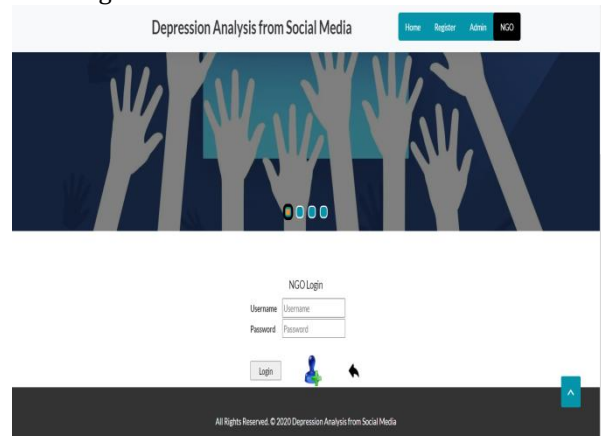 Depression Analysis from Social Media
Home Register Admin NGO
NGO Login
Username Username
Password Password
Login
All Rights Reserved. © 2020 Depression Analysis from Social Media